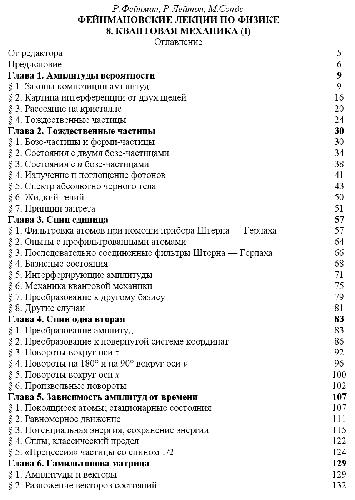 Р. Фейнман, Р. Лейтон, М. Сэндс
ФЕЙНМАНОВСКИЕ ЛЕКЦИИ ПО ФИЗИКЕ
8. КВАНТОВАЯ МЕХАНИКА (I)
Оглавление
От редактора 5
Предисловие 6
Глава 1. Амплитуды вероятности 9
§ 1. Законы композиции амплитуд 9
§ 2. Картина интерференции от двух щелей 16
§ 3. Рассеяние на кристалле 20
§ 4. Тождественные частицы 24
Глава 2. Тождественные частицы 30
§ 1. Бозе-частицы и ферми-частицы 30
§ 2. Состояния с двумя бозе-частицами 34
§ 3. Состояния с n бозе-частицами 38
§ 4. Излучение и поглощение фотонов 41
§ 5. Спектр абсолютно черного тела 43
§ 6. Жидкий гелий 50
§ 7. Принцип запрета 51
Глава 3. Спин единица 57
§ 1. Фильтровка атомов при помощи прибора Штерна — Герлаха 57
§ 2. Опыты с профильтрованными атомами 64
§ 3. Последовательно соединенные фильтры Штерна — Герлаха 66
§ 4. Базисные состояния 68
§ 5. Интерферирующие амплитуды 71
§ 6. Механика квантовой механики 75
§ 7. Преобразование к другому базису 79
§ 8. Другие случаи 81
Глава 4. Спин одна вторая 83
§ 1. Преобразование амплитуд 83
§ 2. Преобразование к повернутой системе координат 86
§ 3. Повороты вокруг оси z 92
§ 4. Повороты на 180° и на 90° вокруг оси y 96
§ 5. Повороты вокруг оси x 100
§ 6. Произвольные повороты 102
Глава 5. Зависимость амплитуд от времени 107
§ 1. Покоящиеся атомы, стационарные состояния 107
§ 2. Равномерное движение 111
§ 3. Потенциальная энергия, сохранение энергии 115
§ 4. Силы, классический предел 122
§ 5. «Прецессия» частицы со спином 1/2 124
Глава 6. Гамильтонова матрица 129
§ 1. Амплитуды и векторы 129
§ 2. Разложение векторов состояний 132